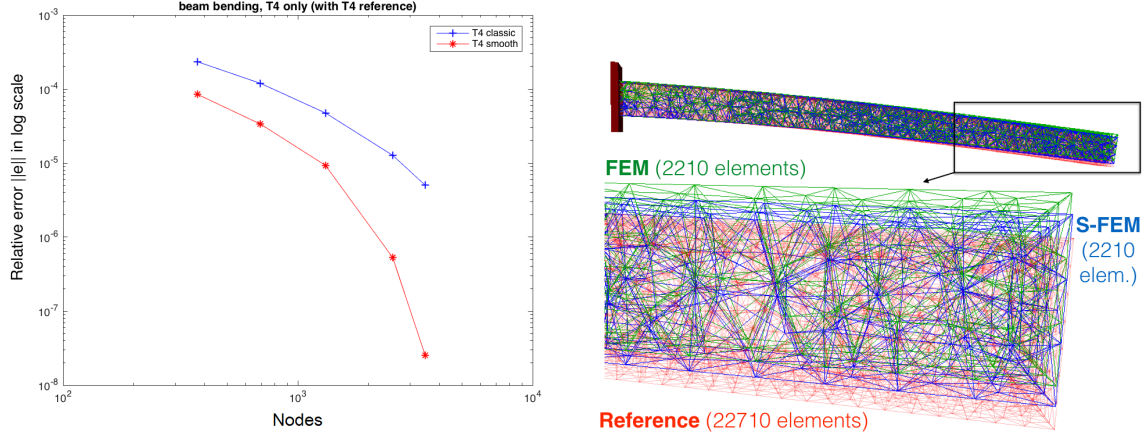 beam bending, T4 only (with T4 reference)
T4 classic
T4 smooth
Relative error ||e|| in log scale
10^-3
10^-4
10^-5
10^-6
10^-7
10^-8
10^2
10^3
10^4
Nodes
FEM (2210 elements)
S-FEM
(2210
elem.)
Reference (22710 elements)